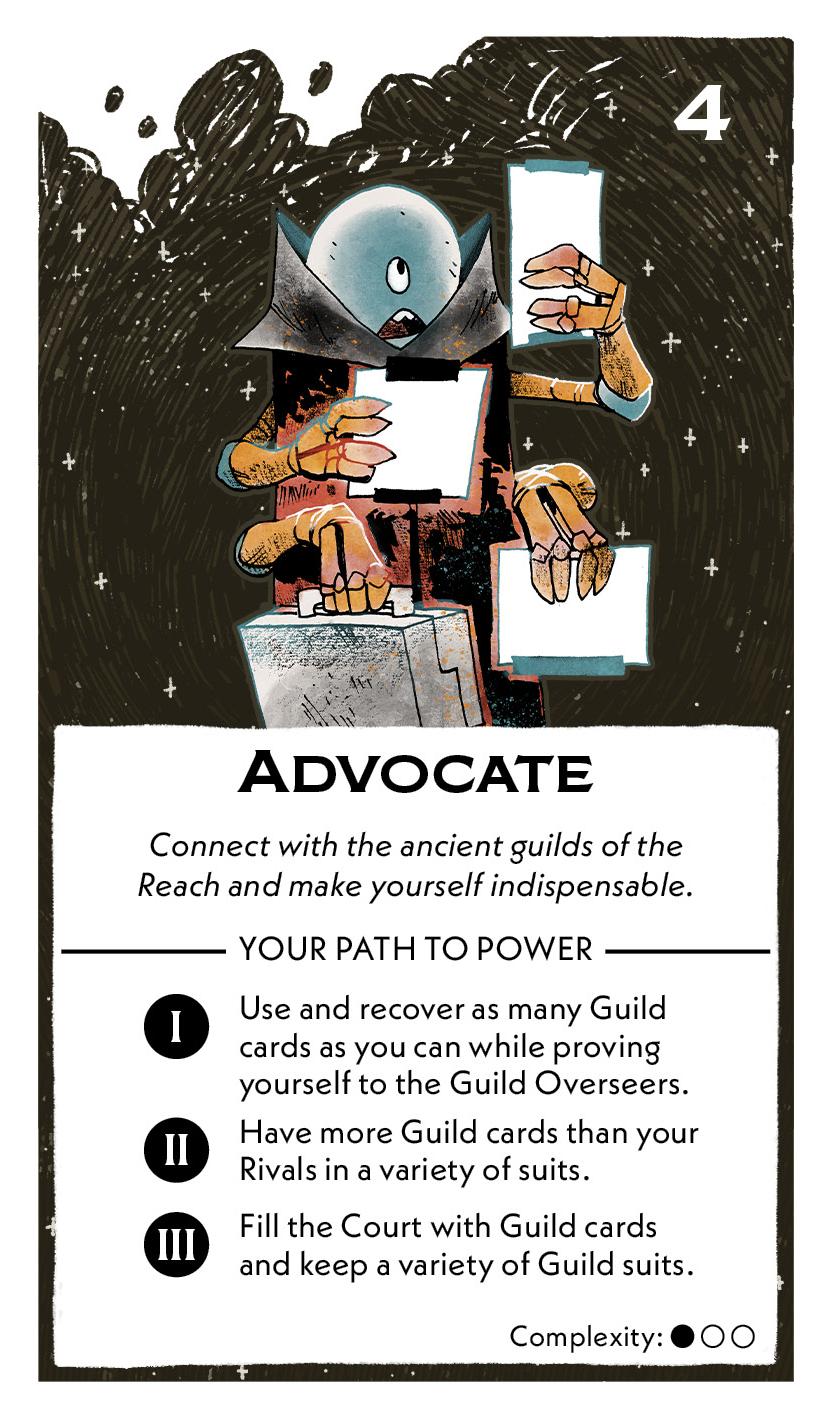 4
ADVOCATE
Connect with the ancient guilds of the
Reach and make yourself indispensable.
YOUR PATH TO POWER
I Use and recover as many Guild
cards as you can while proving
yourself to the Guild Overseers.
II Have more Guild cards than your
Rivals in a variety of suits.
III Fill the Court with Guild cards
and keep a variety of Guild suits.
Complexity: ●○○